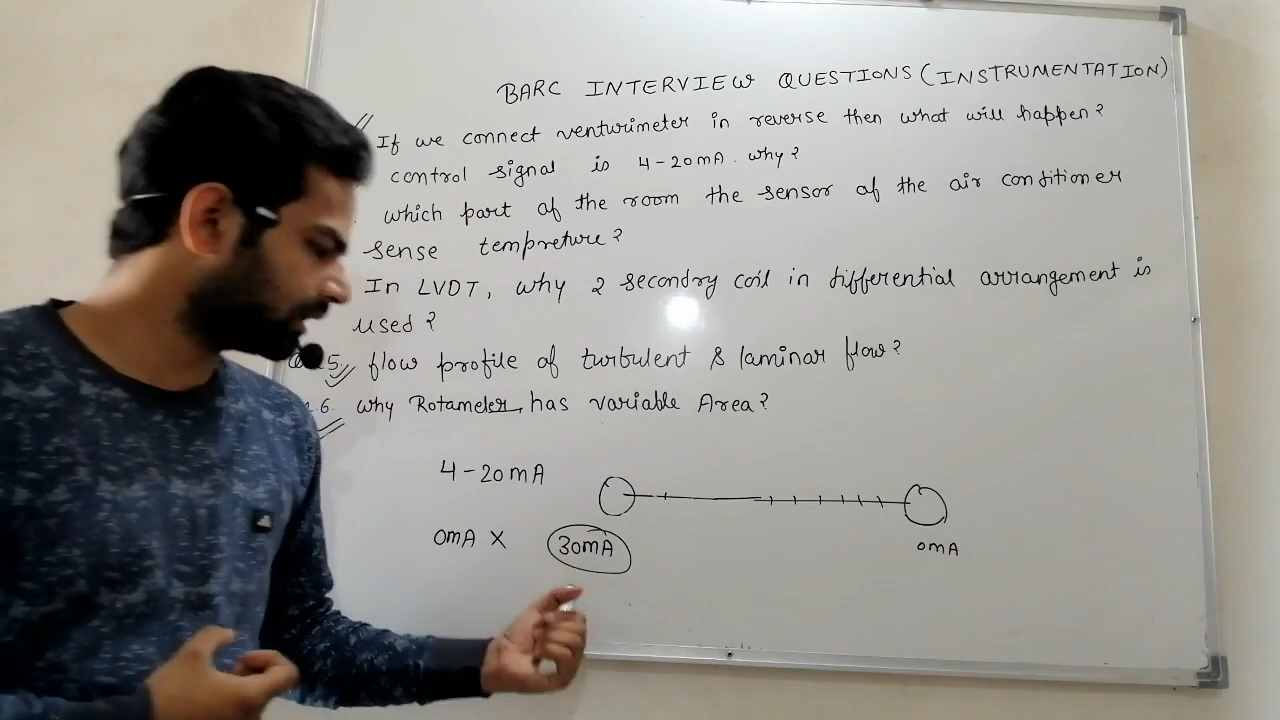 BARC INTERVIEW QUESTIONS (INSTRUMENTATION)
If we connect venturimeter in reverse then what will happen?
control signal is 4-20mA. why?
which part of the room the sensor of the air conditioner
sense tempreture?
In LVDT, why 2 secondry coil in differential arrangement is
used?
5 flow profile of turbulent & laminar flow?
.6 why Rotameter has variable Area?
4-20mA
0mA X 30mA 0mA